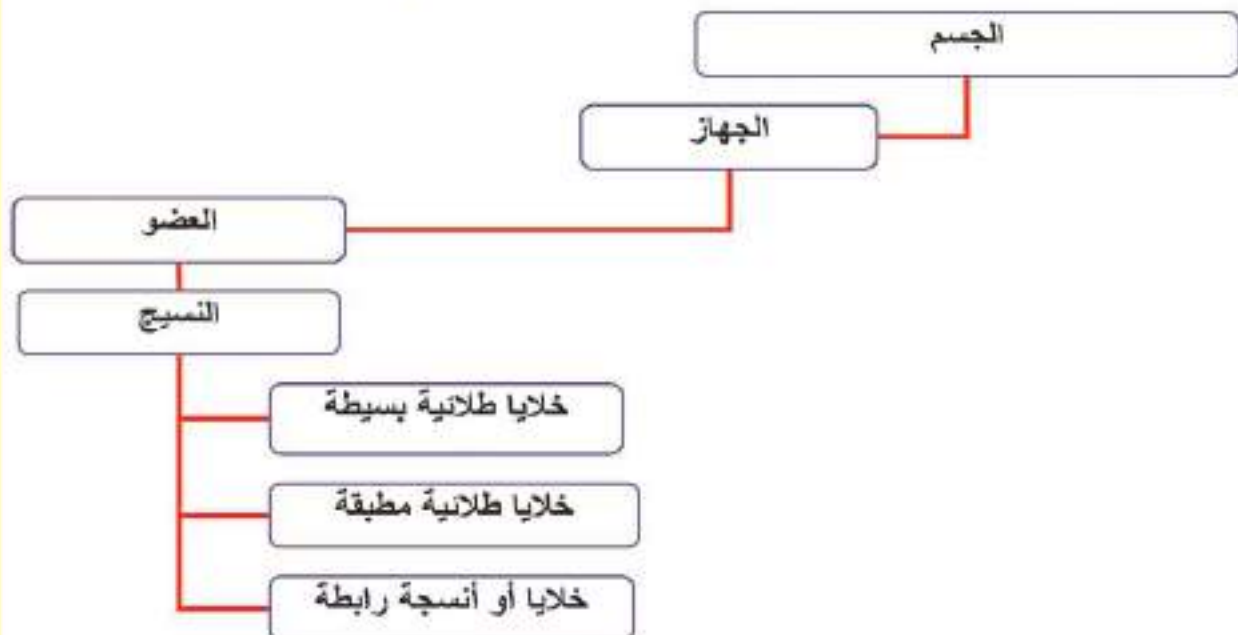 الجسم
الجهاز
العضو
النسيج
خلايا طلائية بسيطة
خلايا طلائية مطبقة
خلايا أو أنسجة رابطة